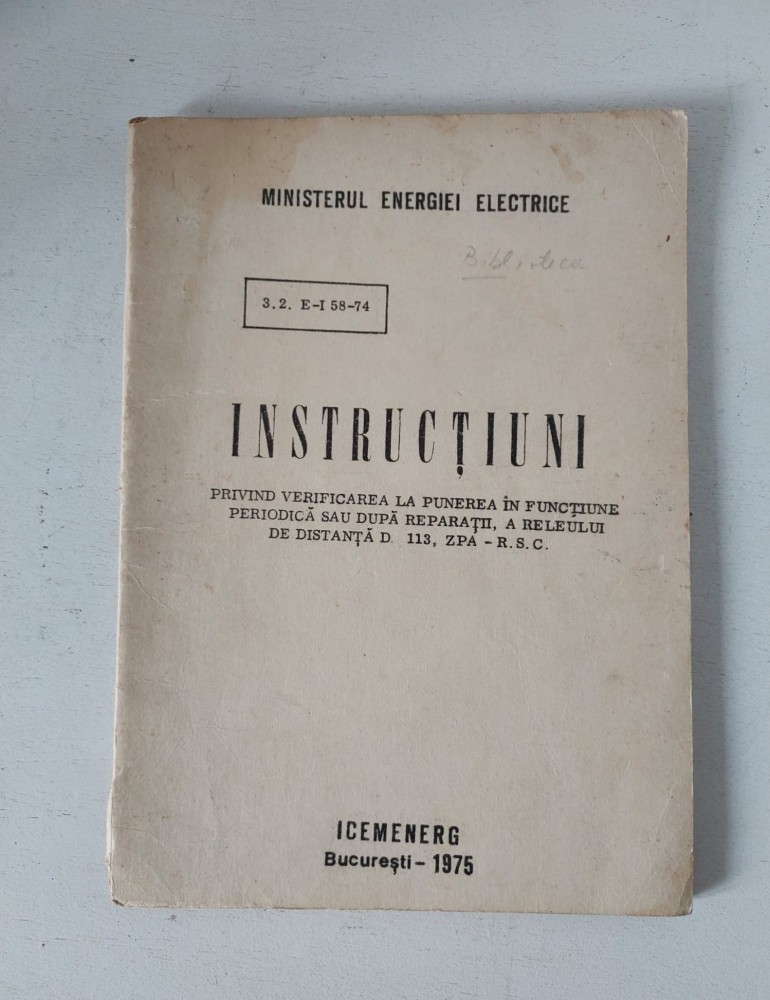 MINISTERUL ENERGIEI ELECTRICE
Biblioteca
3.2. E-I 58-74
INSTRUCȚIUNI
PRIVIND VERIFICAREA LA PUNEREA ÎN FUNCȚIUNE
PERIODICĂ SAU DUPĂ REPARAȚII, A RELEULUI
DE DISTANȚĂ D 113, ZPA - R.S.C.
ICEMENERG
București - 1975